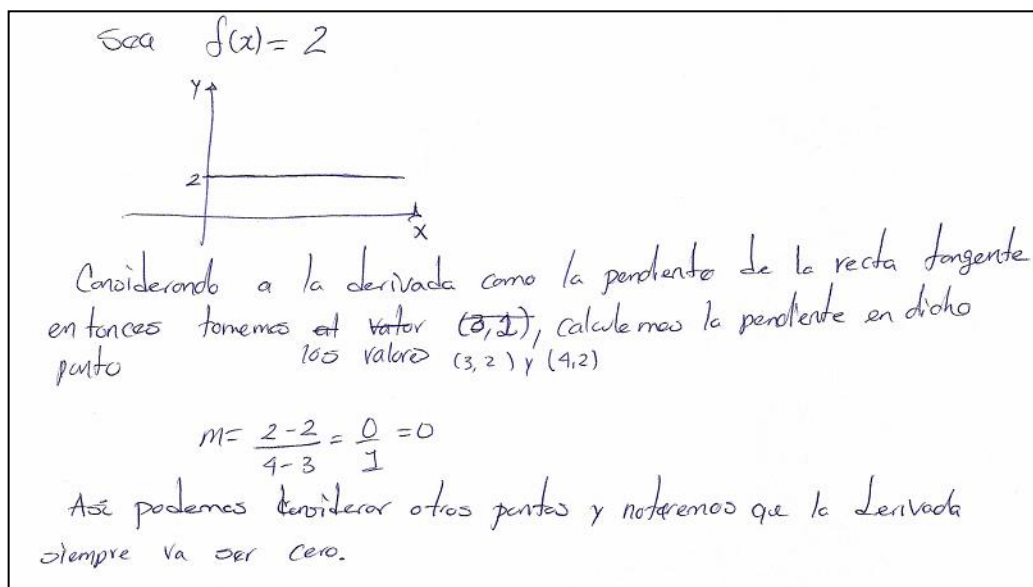 Sea f(x) = 2
Y
2
X
Considerando a la derivada como la pendiente de la recta tangente
entonces tomemos el valor (3,2), calculemos la pendiente en dicho
punto los valores (3,2) y (4,2)
m = 2-2 / 4-3 = 0 / 1 = 0
Así podemos considerar otros puntos y notaremos que la derivada
siempre va ser cero.